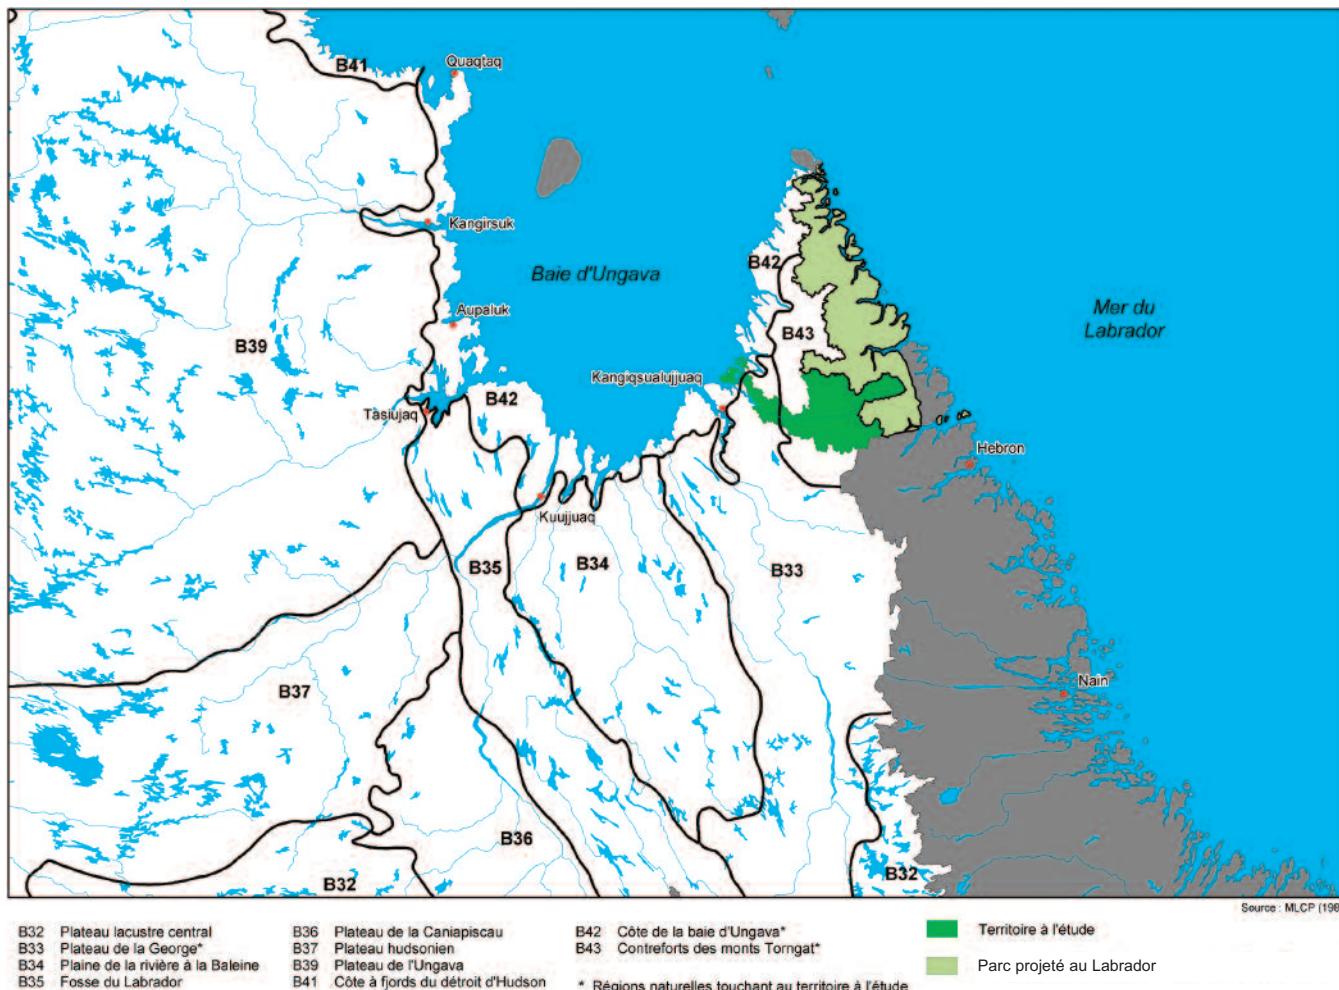 B41
Quaqtaq
Kangirsuk
Baie d'Ungava
B42
Mer du
Labrador
Aupaluk
B43
B39
Kangiqsualujjuaq
B42
Tasiujaq
Hebron
Kuujjuaq
B35
B34
B33
B37
Nain
B36
B32
B32
Source : MLCP (198
B32 Plateau lacustre central
B33 Plateau de la George*
B34 Plaine de la rivière à la Baleine
B35 Fosse du Labrador
B36 Plateau de la Caniapiscau
B37 Plateau hudsonien
B39 Plateau de l'Ungava
B41 Côte à fjords du détroit d'Hudson
B42 Côte de la baie d'Ungava*
B43 Contreforts des monts Torngat*
* Régions naturelles touchant au territoire à l'étude
Territoire à l'étude
Parc projeté au Labrador